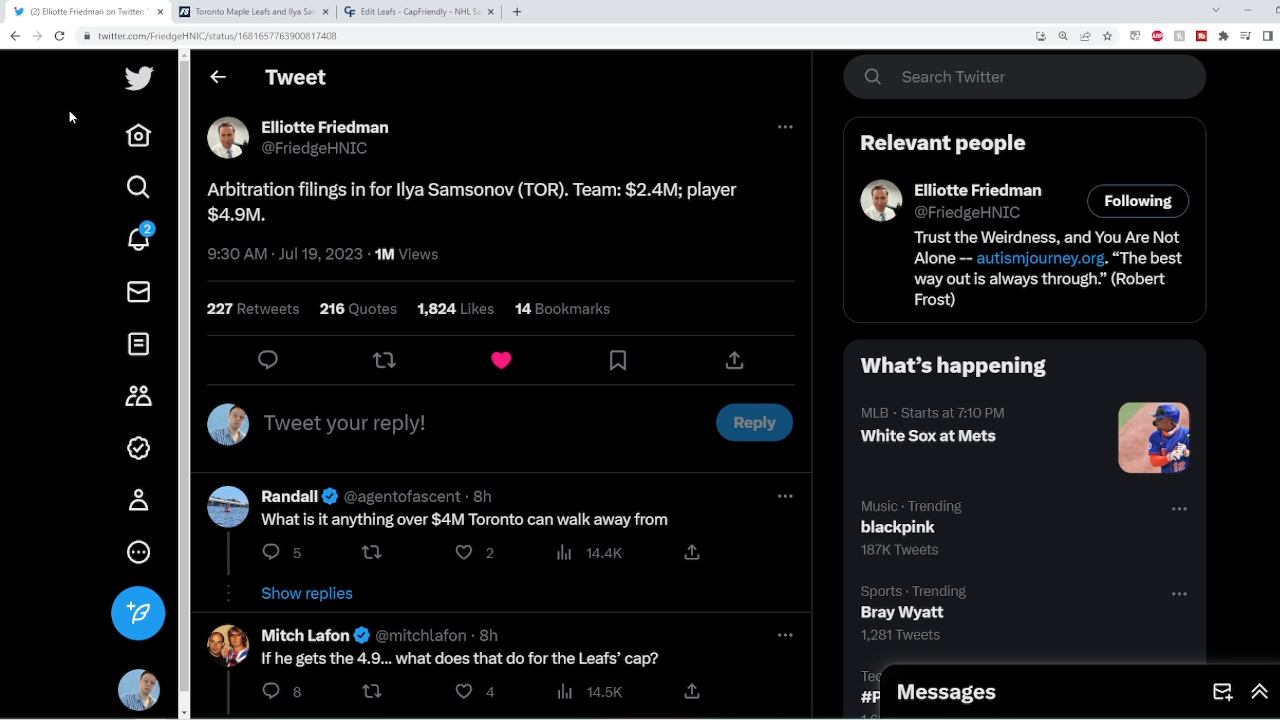 (2) Elliotte Friedman on Twitter:
Toronto Maple Leafs and Ilya Sa
Edit Leafs - CapFriendly - NHL Sa
twitter.com/FriedgeHNIC/status/1681657763900817408
Tweet
Elliotte Friedman
@FriedgeHNIC
Arbitration filings in for Ilya Samsonov (TOR). Team: $2.4M; player
$4.9M.
9:30 AM · Jul 19, 2023 · 1M Views
227 Retweets 216 Quotes 1,824 Likes 14 Bookmarks
Tweet your reply!
Reply
Randall @agentofascent · 8h
What is it anything over $4M Toronto can walk away from
5 2 14.4K
Show replies
Mitch Lafon @mitchlafon · 8h
If he gets the 4.9... what does that do for the Leafs' cap?
8 4 14.5K
2
Search Twitter
Relevant people
Elliotte Friedman
@FriedgeHNIC
Following
Trust the Weirdness, and You Are Not
Alone -- autismjourney.org. “The best
way out is always through.” (Robert
Frost)
What's happening
MLB · Starts at 7:10 PM
White Sox at Mets
Music · Trending
blackpink
187K Tweets
Sports · Trending
Bray Wyatt
1,281 Tweets
Messages